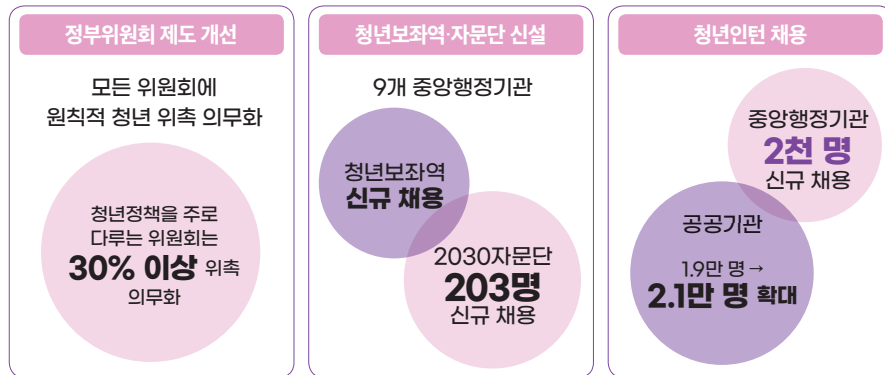 정부위원회 제도 개선
모든 위원회에
원칙적 청년 위촉 의무화
청년정책을 주로
다루는 위원회는
30% 이상 위촉
의무화
청년보좌역·자문단 신설
9개 중앙행정기관
청년보좌역
신규 채용
2030자문단
203명
신규 채용
청년인턴 채용
중앙행정기관
2천 명
신규 채용
공공기관
1.9만 명 →
2.1만 명 확대